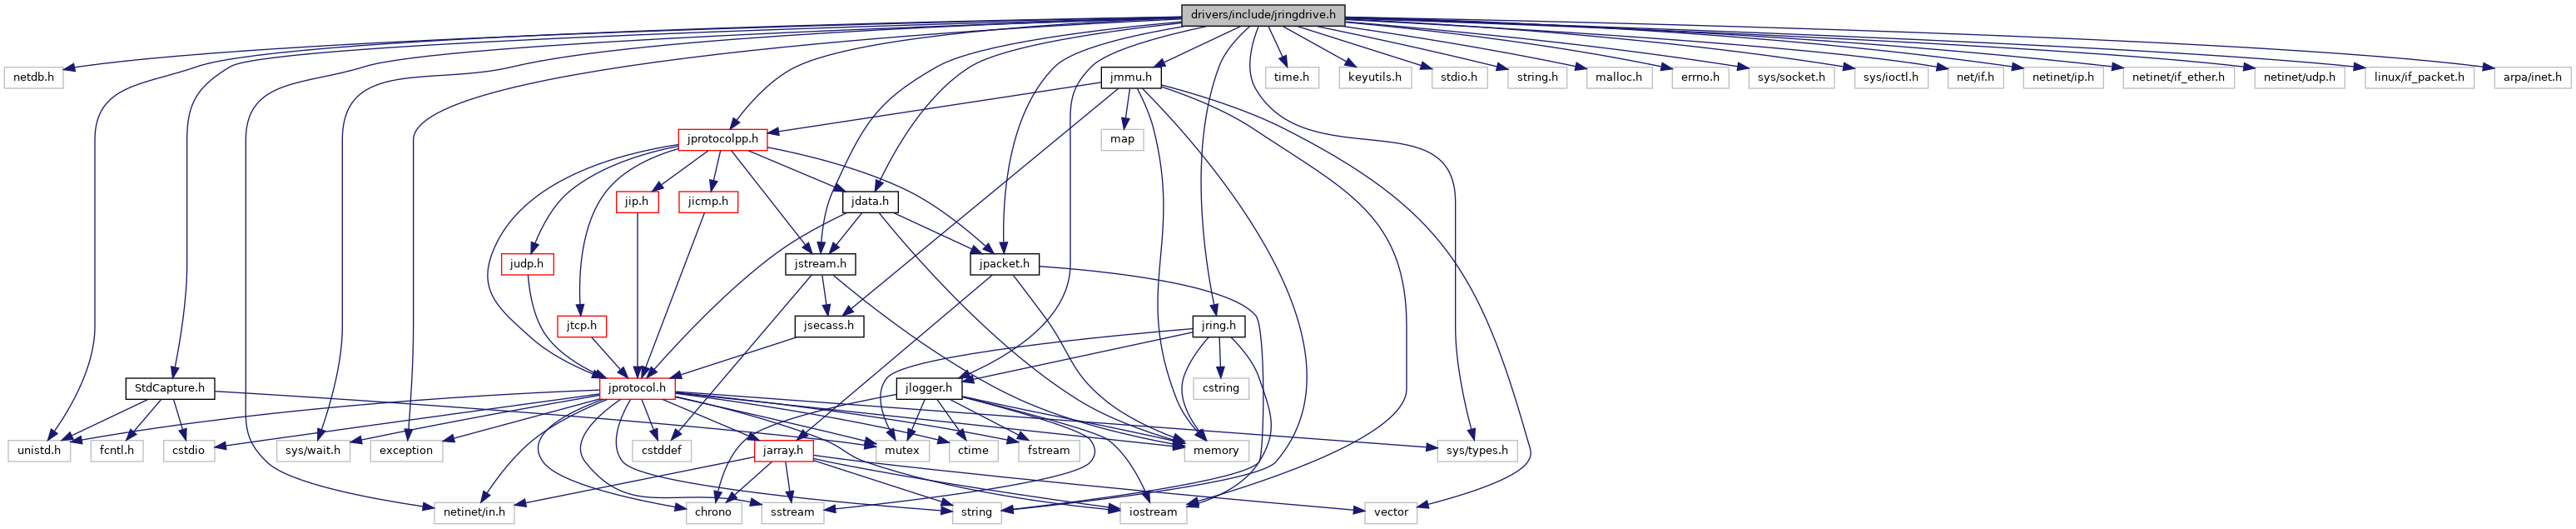 drivers/include/jringdrive.h
netdb.h
jmmu.h
time.h
keyutils.h
stdio.h
string.h
malloc.h
errno.h
sys/socket.h
sys/ioctl.h
net/if.h
netinet/ip.h
netinet/if_ether.h
netinet/udp.h
linux/if_packet.h
arpa/inet.h
jprotocolpp.h
map
jip.h
jicmp.h
jdata.h
judp.h
jstream.h
jpacket.h
jtcp.h
jsecass.h
jring.h
StdCapture.h
jprotocol.h
jlogger.h
cstring
unistd.h
fcntl.h
cstdio
sys/wait.h
exception
cstddef
jarray.h
mutex
ctime
fstream
memory
sys/types.h
netinet/in.h
chrono
sstream
string
iostream
vector